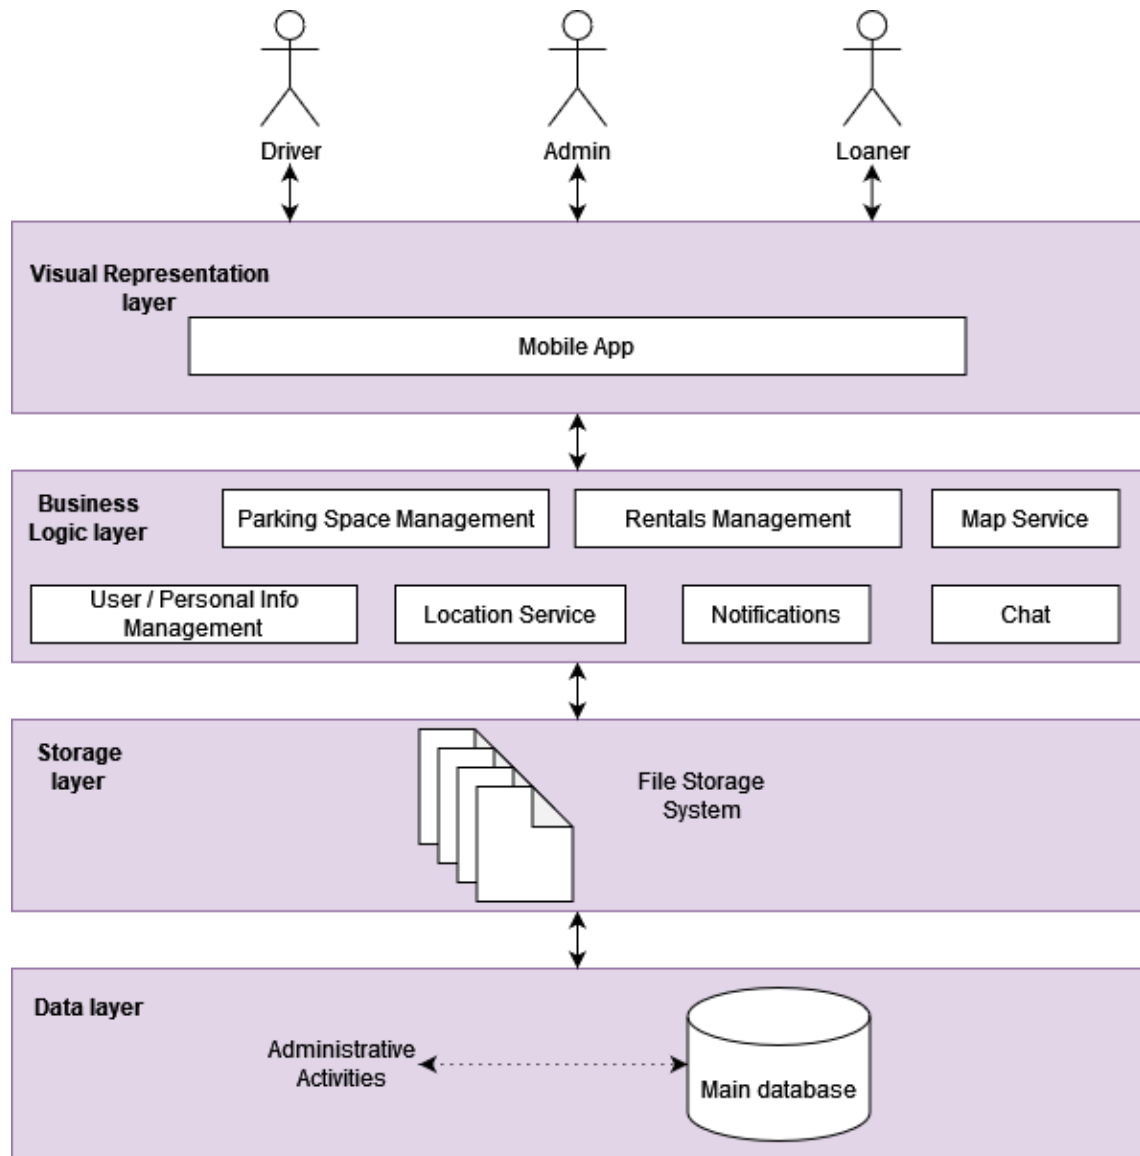 Driver
Admin
Loaner
Visual Representation
layer
Mobile App
Business
Logic layer
Parking Space Management
Rentals Management
Map Service
User / Personal Info
Management
Location Service
Notifications
Chat
Storage
layer
File Storage
System
Data layer
Administrative
Activities
Main database